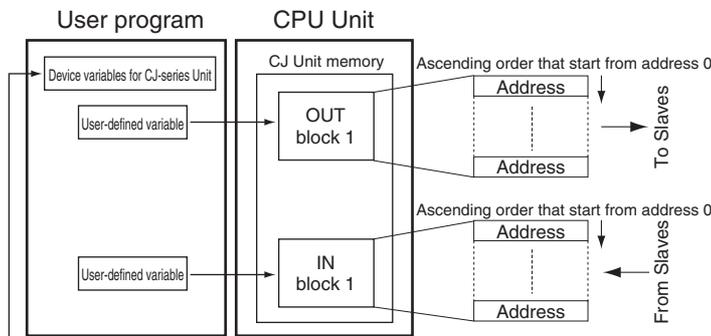 User program
CPU Unit
Device variables for CJ-series Unit
CJ Unit memory
Ascending order that start from address 0
User-defined variable
OUT
block 1
Address
Address
To Slaves
Ascending order that start from address 0
User-defined variable
IN
block 1
Address
Address
From Slaves